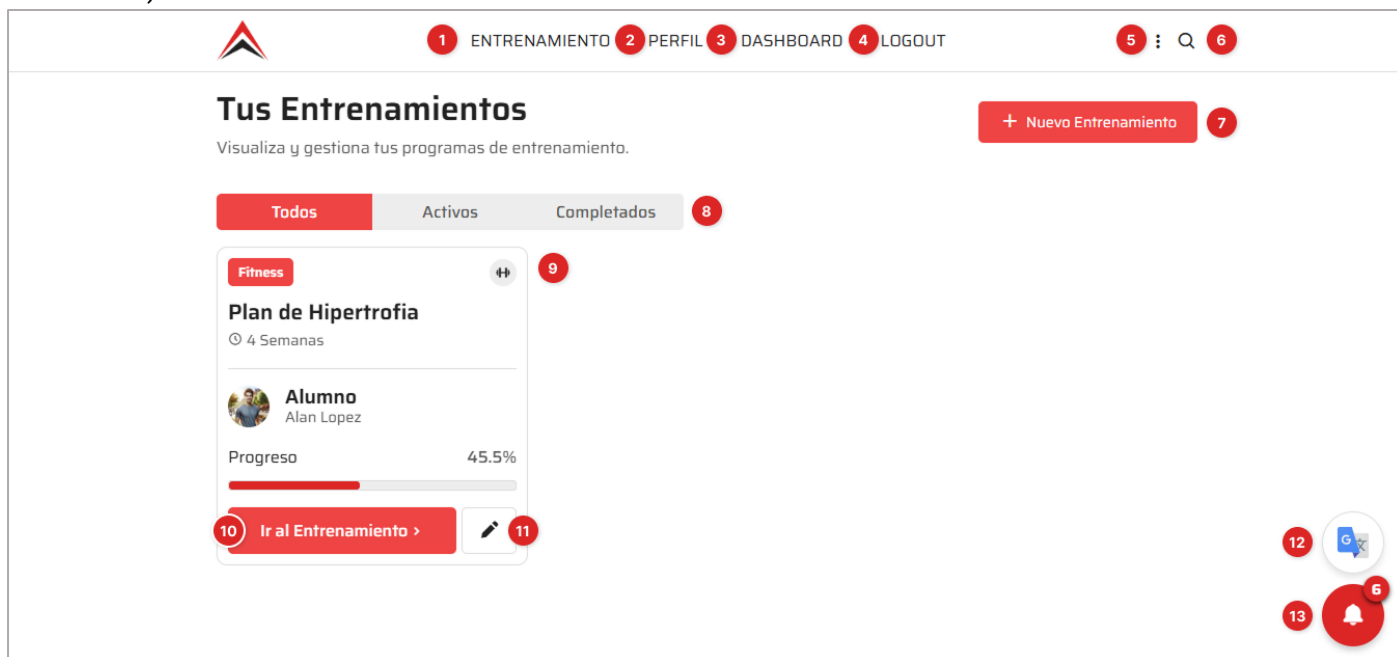 1 ENTRENAMIENTO 2 PERFIL 3 DASHBOARD 4 LOGOUT 5 6
Tus Entrenamientos
+ Nuevo Entrenamiento 7
Visualiza y gestiona tus programas de entrenamiento.
Todos Activos Completados 8
Fitness 9
Plan de Hipertrofia
4 Semanas
Alumno
Alan Lopez
Progreso 45.5%
10 Ir al Entrenamiento > 11
12 G 文
6
13